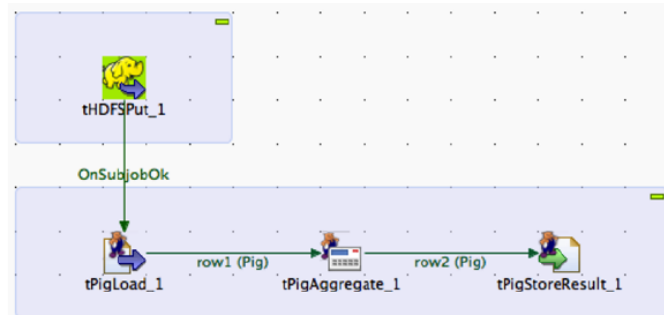 tHDFSPut_1
OnSubjobOk
row1 (Pig)
row2 (Pig)
tPigLoad_1
tPigAggregate_1
tPigStoreResult_1